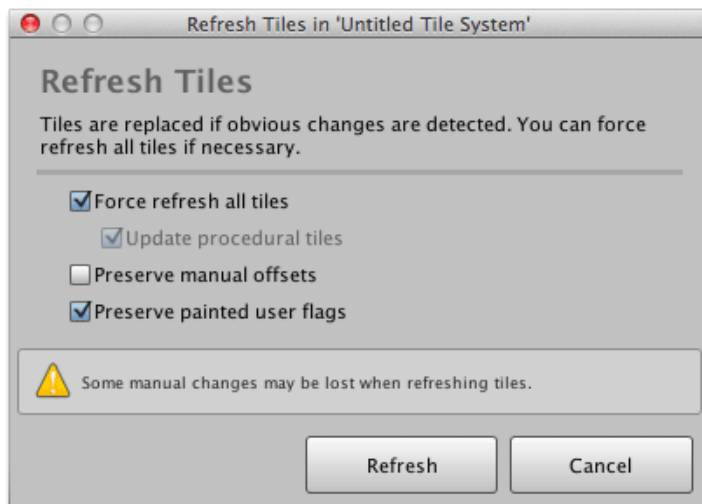 Refresh Tiles in 'Untitled Tile System'
Refresh Tiles
Tiles are replaced if obvious changes are detected. You can force
refresh all tiles if necessary.
Force refresh all tiles
Update procedural tiles
Preserve manual offsets
Preserve painted user flags
Some manual changes may be lost when refreshing tiles.
Refresh
Cancel